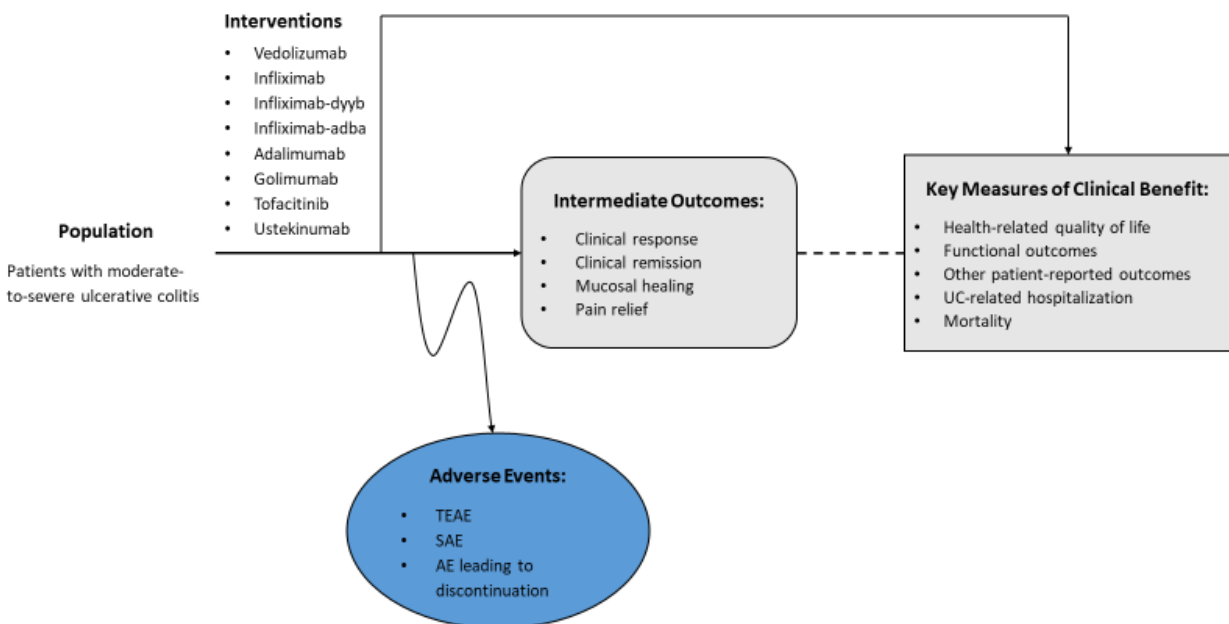 Interventions
• Vedolizumab
• Infliximab
• Infliximab-dyyb
• Infliximab-adba
• Adalimumab
• Golimumab
• Tofacitinib
• Ustekinumab
Population
Patients with moderate-
to-severe ulcerative colitis
Intermediate Outcomes:
• Clinical response
• Clinical remission
• Mucosal healing
• Pain relief
Key Measures of Clinical Benefit:
• Health-related quality of life
• Functional outcomes
• Other patient-reported outcomes
• UC-related hospitalization
• Mortality
Adverse Events:
• TEAE
• SAE
• AE leading to
discontinuation